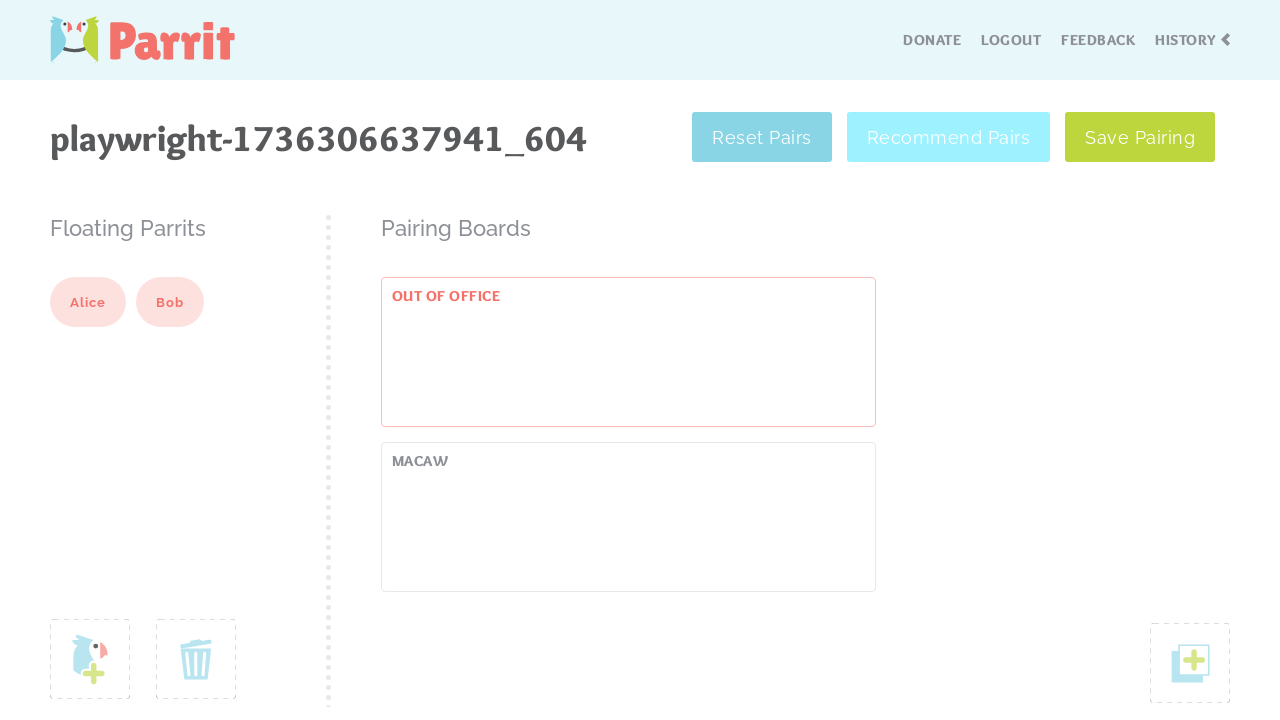 Parrit
DONATE LOGOUT FEEDBACK HISTORY
playwright-1736306637941_604
Reset Pairs
Recommend Pairs
Save Pairing
Floating Parrits
Pairing Boards
Alice
Bob
OUT OF OFFICE
MACAW